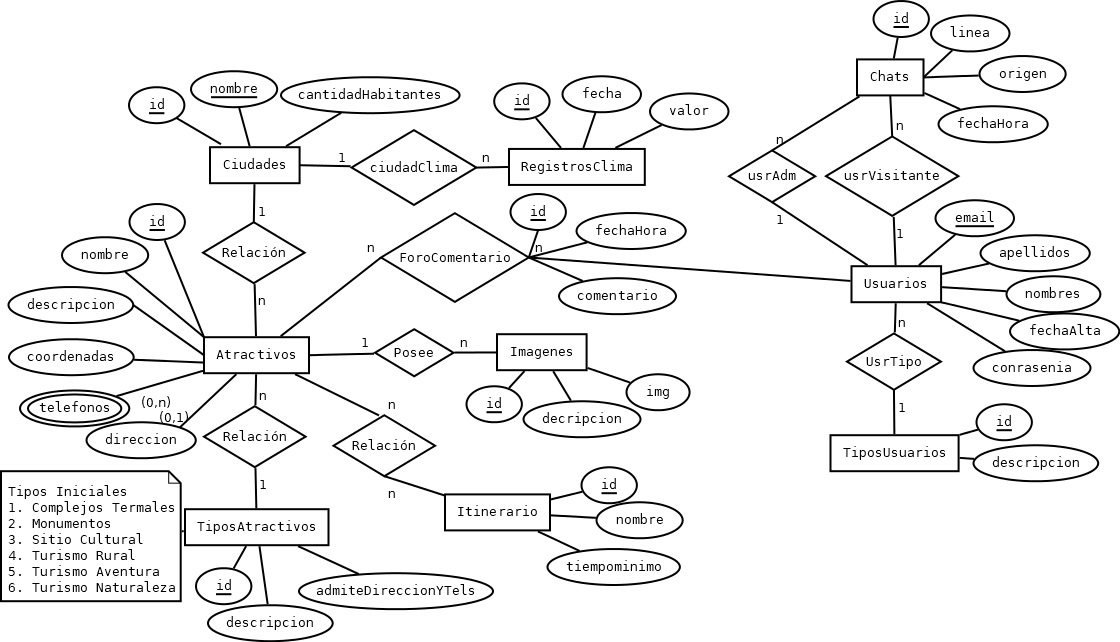 id
linea
Chats
origen
fechaHora
id
nombre
cantidadHabitantes
id
fecha
valor
Ciudades
1
ciudadClima
n
RegistrosClima
n
usrAdm
1
n
usrVisitante
1
email
apellidos
Usuarios
nombres
fechaAlta
conrasenia
n
UsrTipo
1
TiposUsuarios
id
descripcion
1
Relación
n
id
nombre
descripcion
coordenadas
telefonos
(0,n)
(0,1)
direccion
Atractivos
n
ForoComentario
n
id
fechaHora
comentario
1
Posee
n
Imagenes
id
decripcion
img
n
Relación
1
n
Relación
n
Itinerario
id
nombre
tiempominimo
Tipos Iniciales
1. Complejos Termales
2. Monumentos
3. Sitio Cultural
4. Turismo Rural
5. Turismo Aventura
6. Turismo Naturaleza
TiposAtractivos
id
descripcion
admiteDireccionYTels